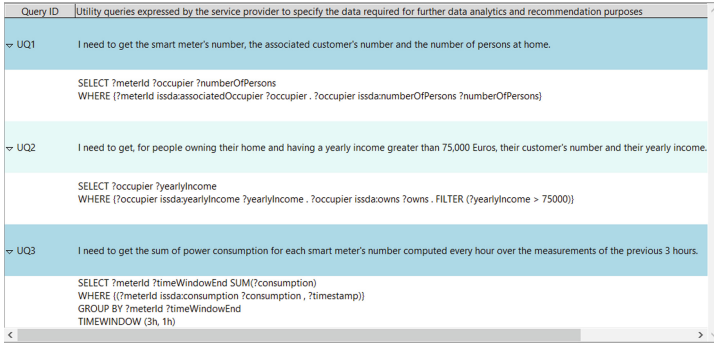 Query ID Utility queries expressed by the service provider to specify the data required for further data analytics and recommendation purposes
UQ1 I need to get the smart meter's number, the associated customer's number and the number of persons at home.
SELECT ?meterId ?occupier ?numberOfPersons
WHERE {?meterId issda:associatedOccupier ?occupier . ?occupier issda:numberOfPersons ?numberOfPersons}
UQ2 I need to get, for people owning their home and having a yearly income greater than 75,000 Euros, their customer's number and their yearly income.
SELECT ?occupier ?yearlyIncome
WHERE {?occupier issda:yearlyIncome ?yearlyIncome . ?occupier issda:owns ?owns . FILTER (?yearlyIncome > 75000)}
UQ3 I need to get the sum of power consumption for each smart meter's number computed every hour over the measurements of the previous 3 hours.
SELECT ?meterId ?timeWindowEnd SUM(?consumption)
WHERE {(?meterId issda:consumption ?consumption , ?timestamp)}
GROUP BY ?meterId ?timeWindowEnd
TIMEWINDOW (3h, 1h)